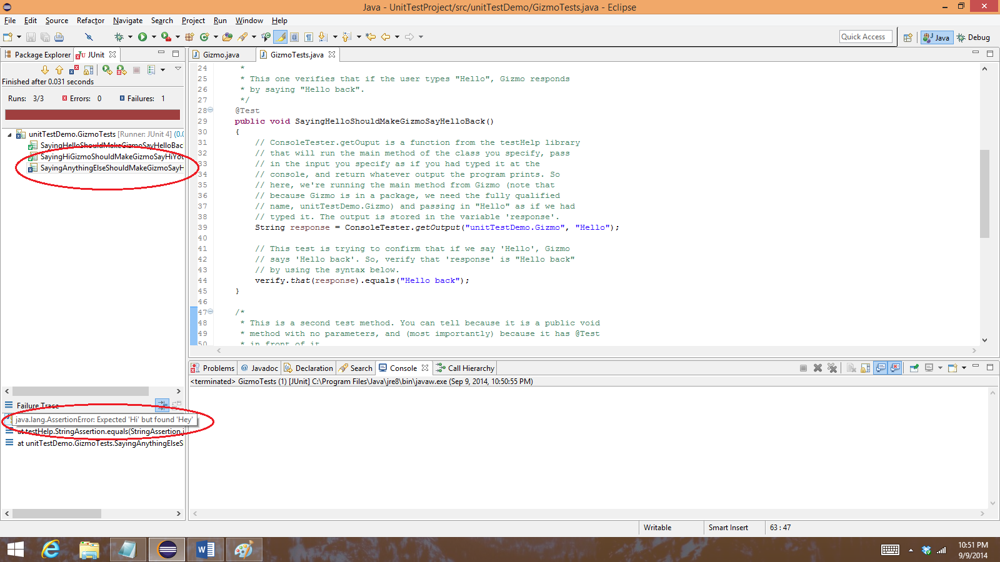 Java - UnitTestProject/src/unitTestDemo/GizmoTests.java - Eclipse
File Edit Source Refactor Navigate Search Project Run Window Help
Quick Access Java Debug
Package Explorer JUnit
Finished after 0.031 seconds
Runs: 3/3 Errors: 0 Failures: 1
unitTestDemo.GizmoTests [Runner: JUnit 4] (0.0
SayingHelloShouldMakeGizmoSayHelloBac
SayingHiGizmoShouldMakeGizmoSayHiYou
SayingAnythingElseShouldMakeGizmoSayH
Failure Trace
java.lang.AssertionError: Expected 'Hi' but found 'Hey'
at testHelp.StringAssertion.equals(StringAssertion.j
at unitTestDemo.GizmoTests.SayingAnythingElseS
Gizmo.java GizmoTests.java
24 *
25 * This one verifies that if the user types "Hello", Gizmo responds
26 * by saying "Hello back".
27 */
28 @Test
29 public void SayingHelloShouldMakeGizmoSayHelloBack()
30 {
31 // ConsoleTester.getOuput is a function from the testHelp library
32 // that will run the main method of the class you specify, pass
33 // in the input you specify as if you had typed it at the
34 // console, and return whatever output the program prints. So
35 // here, we're running the main method from Gizmo (note that
36 // because Gizmo is in a package, we need the fully qualified
37 // name, unitTestDemo.Gizmo) and passing in "Hello" as if we had
38 // typed it. The output is stored in the variable 'response'.
39 String response = ConsoleTester.getOutput("unitTestDemo.Gizmo", "Hello");
40
41 // This test is trying to confirm that if we say 'Hello', Gizmo
42 // says 'Hello back'. So, verify that 'response' is "Hello back"
43 // by using the syntax below.
44 verify.that(response).equals("Hello back");
45 }
46
47 /*
48 * This is a second test method. You can tell because it is a public void
49 * method with no parameters, and (most importantly) because it has @Test
50 * in front of it
Problems @ Javadoc Declaration Search Console Call Hierarchy
<terminated> GizmoTests (1) [JUnit] C:\Program Files\Java\jre8\bin\javaw.exe (Sep 9, 2014, 10:50:55 PM)
Writable Smart Insert 63 : 47
10:51 PM
9/9/2014